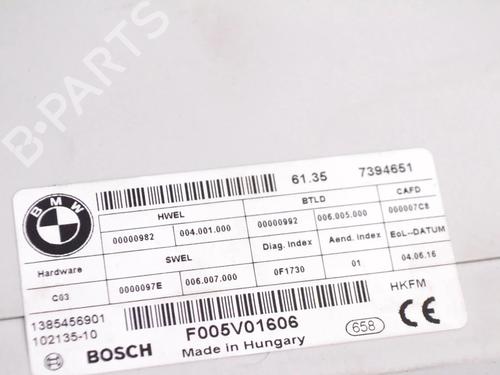 B-PARTS
BMW
61.35 7394651
HWEL BTLD CAFD
00000982 004.001.000 00000992 006.005.000 000007C8
Hardware SWEL Diag. index Aend. index EoL--DATUM
C03 0000097E 006.007.000 0F1730 01 04.06.16
1385456901 HKFM
102135-10
BOSCH F005V01606 658 CE
Made in Hungary